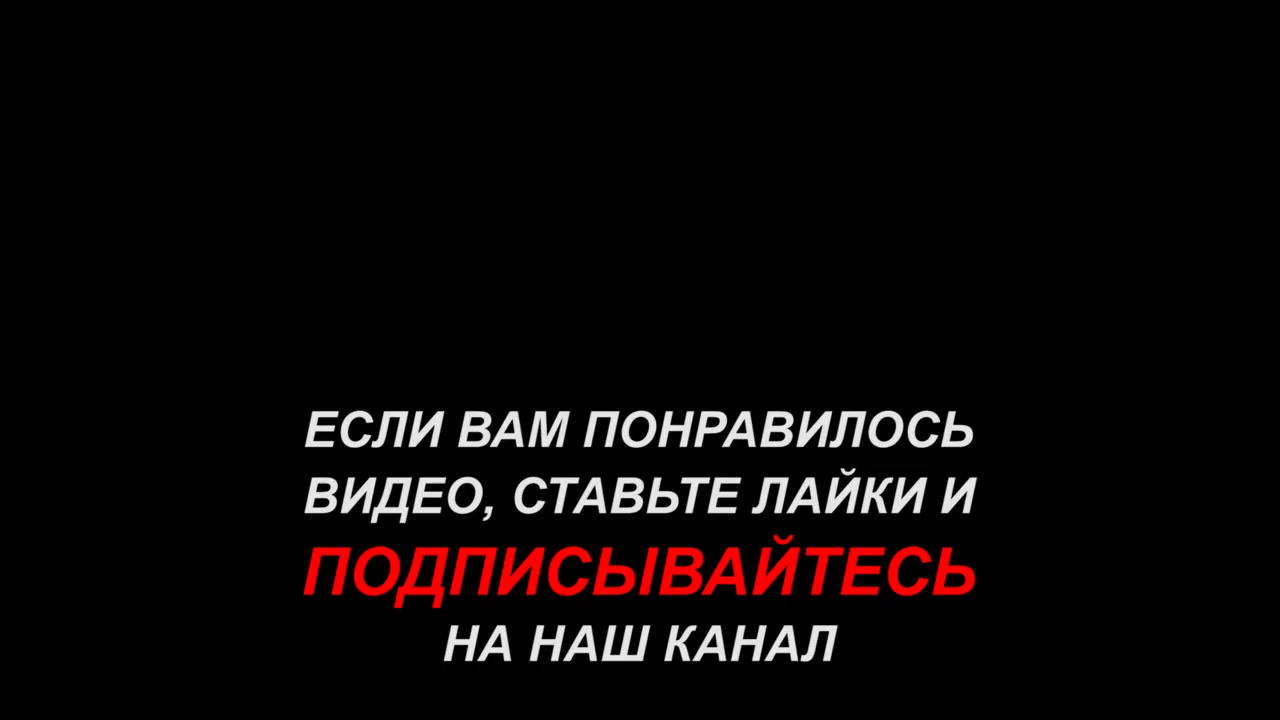 ЕСЛИ ВАМ ПОНРАВИЛОСЬ
ВИДЕО, СТАВЬТЕ ЛАЙКИ И
ПОДПИСЫВАЙТЕСЬ
НА НАШ КАНАЛ